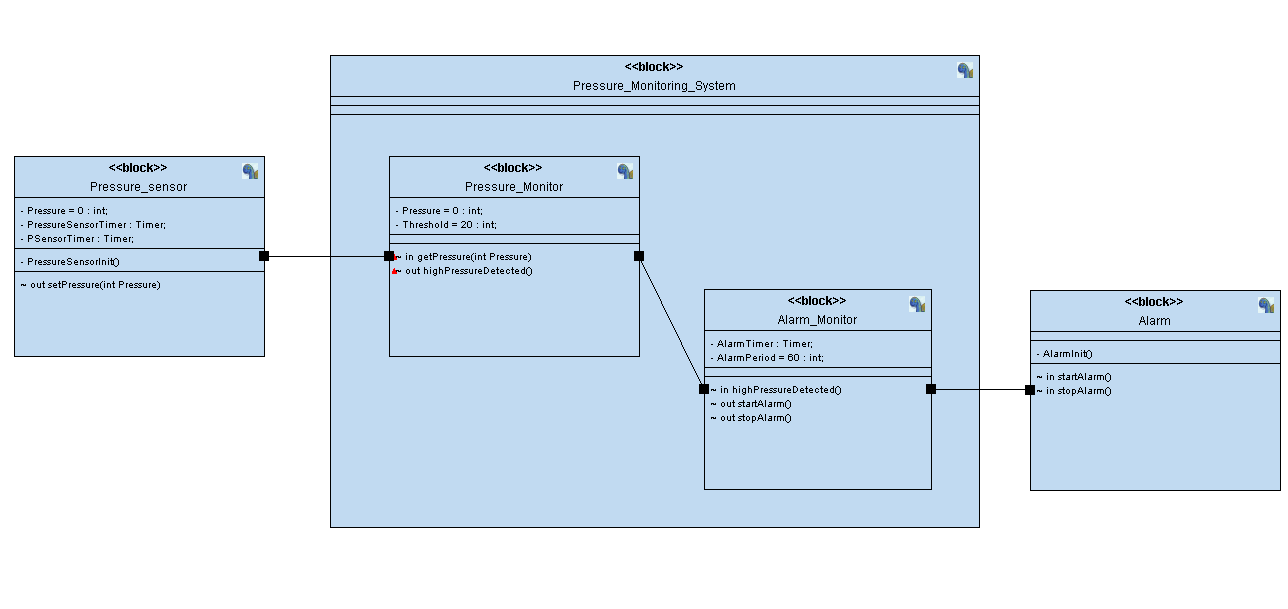 <<block>>
Pressure_Monitoring_System
<<block>>
Pressure_sensor
- Pressure = 0 : int;
- PressureSensorTimer : Timer;
- PSensorTimer : Timer;
- PressureSensorInit()
~ out setPressure(int Pressure)
<<block>>
Pressure_Monitor
- Pressure = 0 : int;
- Threshold = 20 : int;
~ in getPressure(int Pressure)
~ out highPressureDetected()
<<block>>
Alarm_Monitor
- AlarmTimer : Timer;
- AlarmPeriod = 60 : int;
~ in highPressureDetected()
~ out startAlarm()
~ out stopAlarm()
<<block>>
Alarm
- AlarmInit()
~ in startAlarm()
~ in stopAlarm()